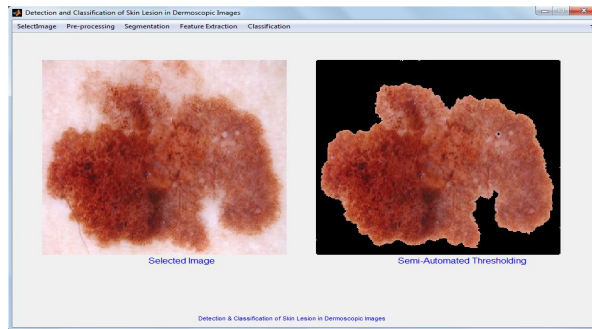 Detection and Classification of Skin Lesion in Dermoscopic Images
SelectImage Pre-processing Segmentation Feature Extraction Classification
Selected Image Semi-Automated Thresholding
Detection & Classification of Skin Lesion in Dermoscopic Images